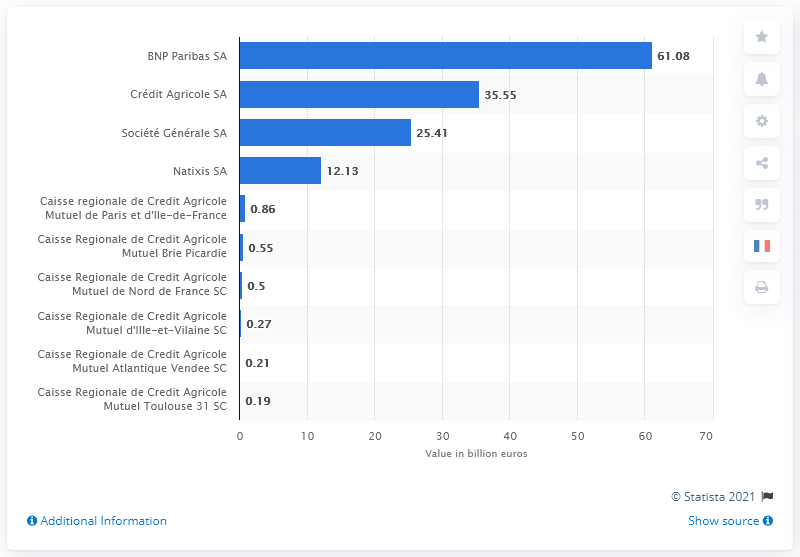 BNP Paribas SA
61.08
Crédit Agricole SA
35.55
Société Générale SA
25.41
Natixis SA
12.13
Caisse regionale de Credit Agricole
Mutuel de Paris et d'Ile-de-France
0.86
Caisse Regionale de Credit Agricole
Mutuel Brie Picardie
0.55
Caisse Regionale de Credit Agricole
Mutuel de Nord de France SC
0.5
Caisse Regionale de Credit Agricole
Mutuel d'Ille-et-Vilaine SC
0.27
Caisse Regionale de Credit Agricole
Mutuel Atlantique Vendee SC
0.21
Caisse Regionale de Credit Agricole
Mutuel Toulouse 31 SC
0.19
0 10 20 30 40 50 60 70
Value in billion euros
© Statista 2021
Additional Information
Show source